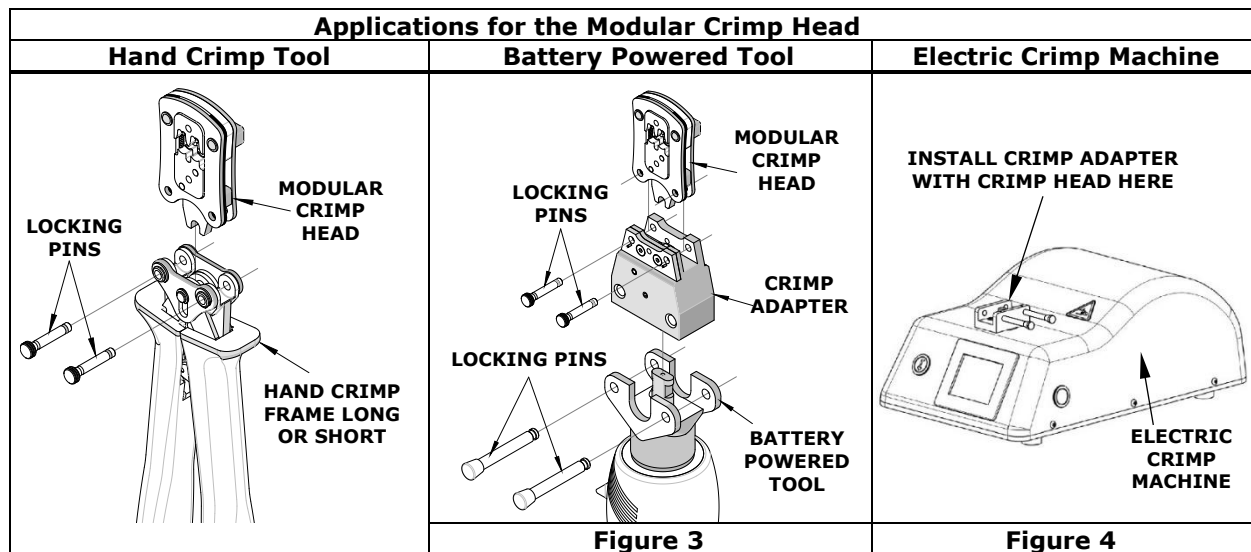 Applications for the Modular Crimp Head
Hand Crimp Tool
Battery Powered Tool
Electric Crimp Machine
MODULAR
CRIMP
HEAD
LOCKING
PINS
HAND CRIMP
FRAME LONG
OR SHORT
MODULAR
CRIMP
HEAD
LOCKING
PINS
CRIMP
ADAPTER
LOCKING PINS
BATTERY
POWERED
TOOL
INSTALL CRIMP ADAPTER
WITH CRIMP HEAD HERE
ELECTRIC
CRIMP
MACHINE
Figure 3
Figure 4